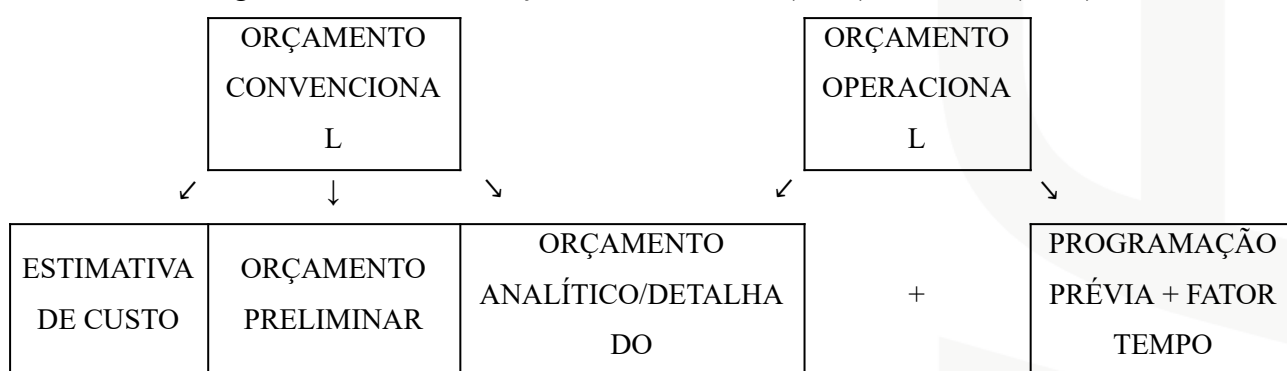 ORÇAMENTO
CONVENCIONA
L
ORÇAMENTO
OPERACIONA
L
↙ ↓ ↘ ↙ ↘
ESTIMATIVA
DE CUSTO
ORÇAMENTO
PRELIMINAR
ORÇAMENTO
ANALÍTICO/DETALHA
DO
+
PROGRAMAÇÃO
PRÉVIA + FATOR
TEMPO